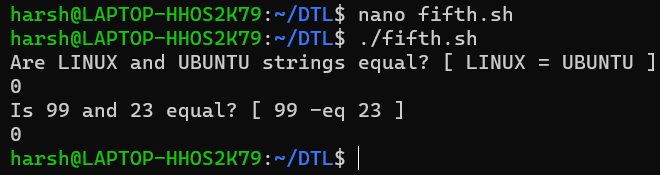 harsh@LAPTOP-HHOS2K79:~/DTL$ nano fifth.sh
harsh@LAPTOP-HHOS2K79:~/DTL$ ./fifth.sh
Are LINUX and UBUNTU strings equal? [ LINUX = UBUNTU ]
0
Is 99 and 23 equal? [ 99 -eq 23 ]
0
harsh@LAPTOP-HHOS2K79:~/DTL$